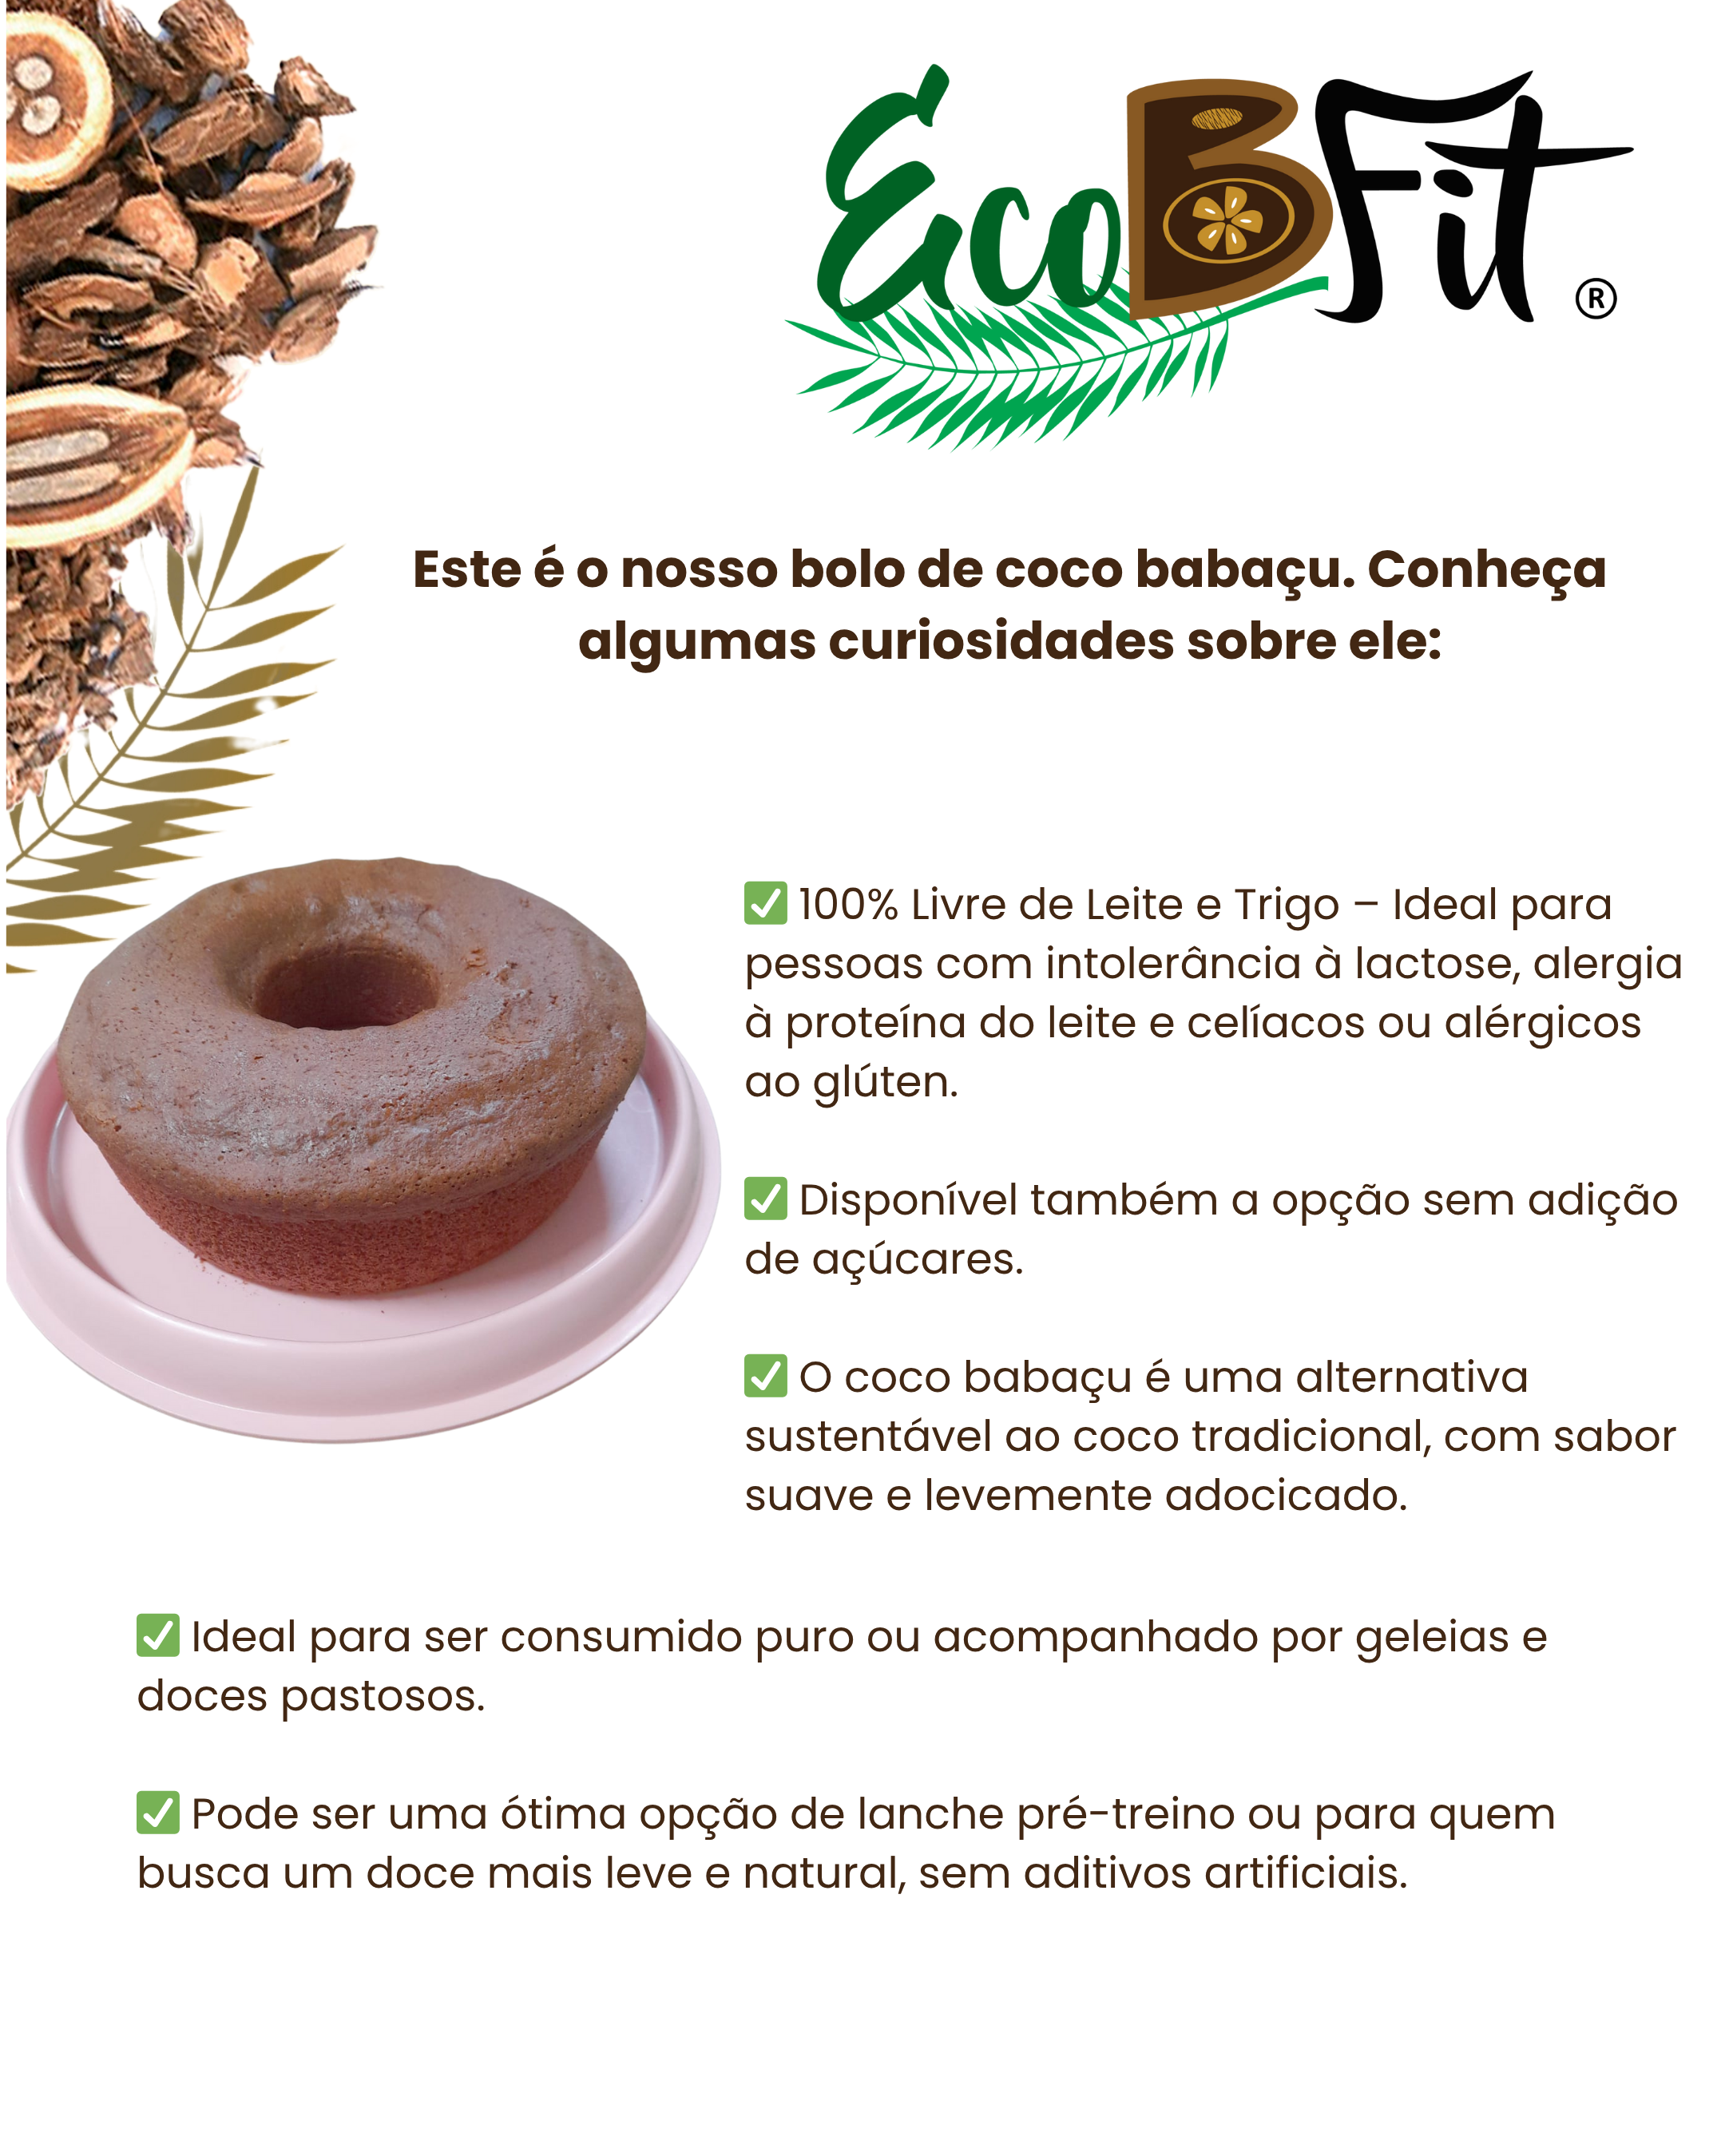 ÉcoBFit ®
Este é o nosso bolo de coco babaçu. Conheça
algumas curiosidades sobre ele:
✅ 100% Livre de Leite e Trigo – Ideal para
pessoas com intolerância à lactose, alergia
à proteína do leite e celíacos ou alérgicos
ao glúten.
✅ Disponível também a opção sem adição
de açúcares.
✅ O coco babaçu é uma alternativa
sustentável ao coco tradicional, com sabor
suave e levemente adocicado.
✅ Ideal para ser consumido puro ou acompanhado por geleias e
doces pastosos.
✅ Pode ser uma ótima opção de lanche pré-treino ou para quem
busca um doce mais leve e natural, sem aditivos artificiais.